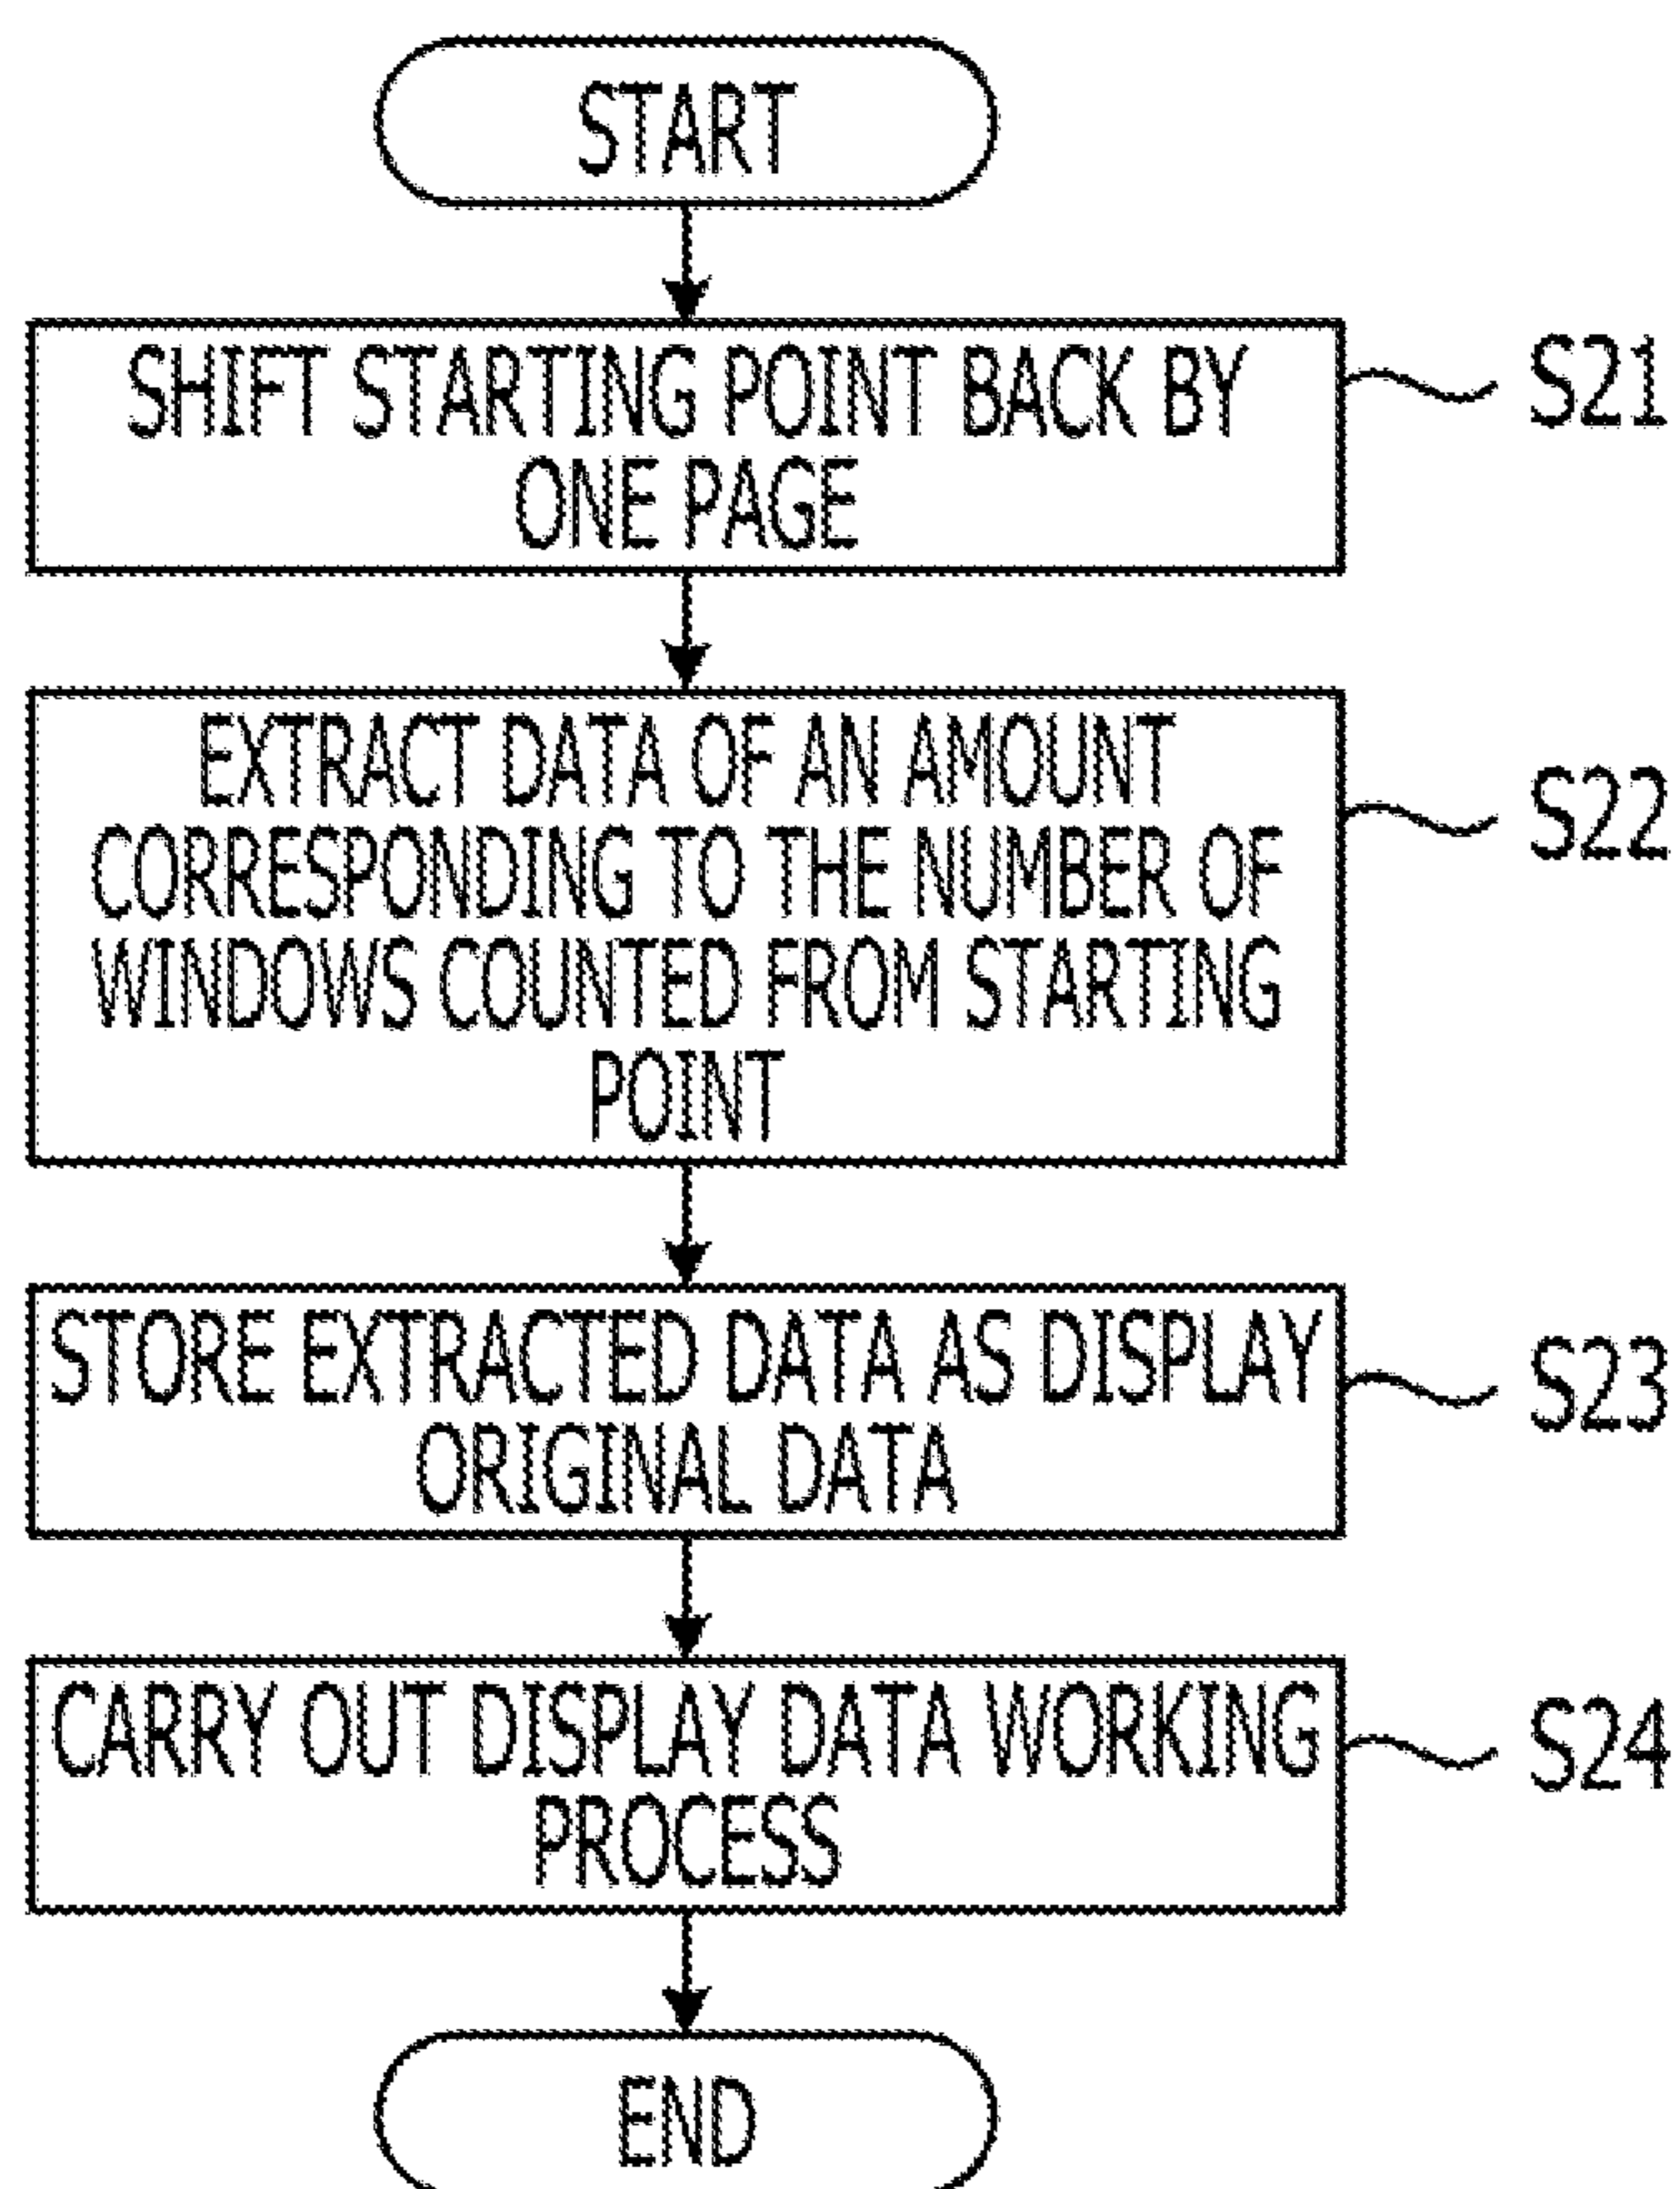 START
SHIFT STARTING POINT BACK BY
ONE PAGE
S21
EXTRACT DATA OF AN AMOUNT
CORRESPONDING TO THE NUMBER OF
WINDOWS COUNTED FROM STARTING
POINT
S22
STORE EXTRACTED DATA AS DISPLAY
ORIGINAL DATA
S23
CARRY OUT DISPLAY DATA WORKING
PROCESS
S24
END